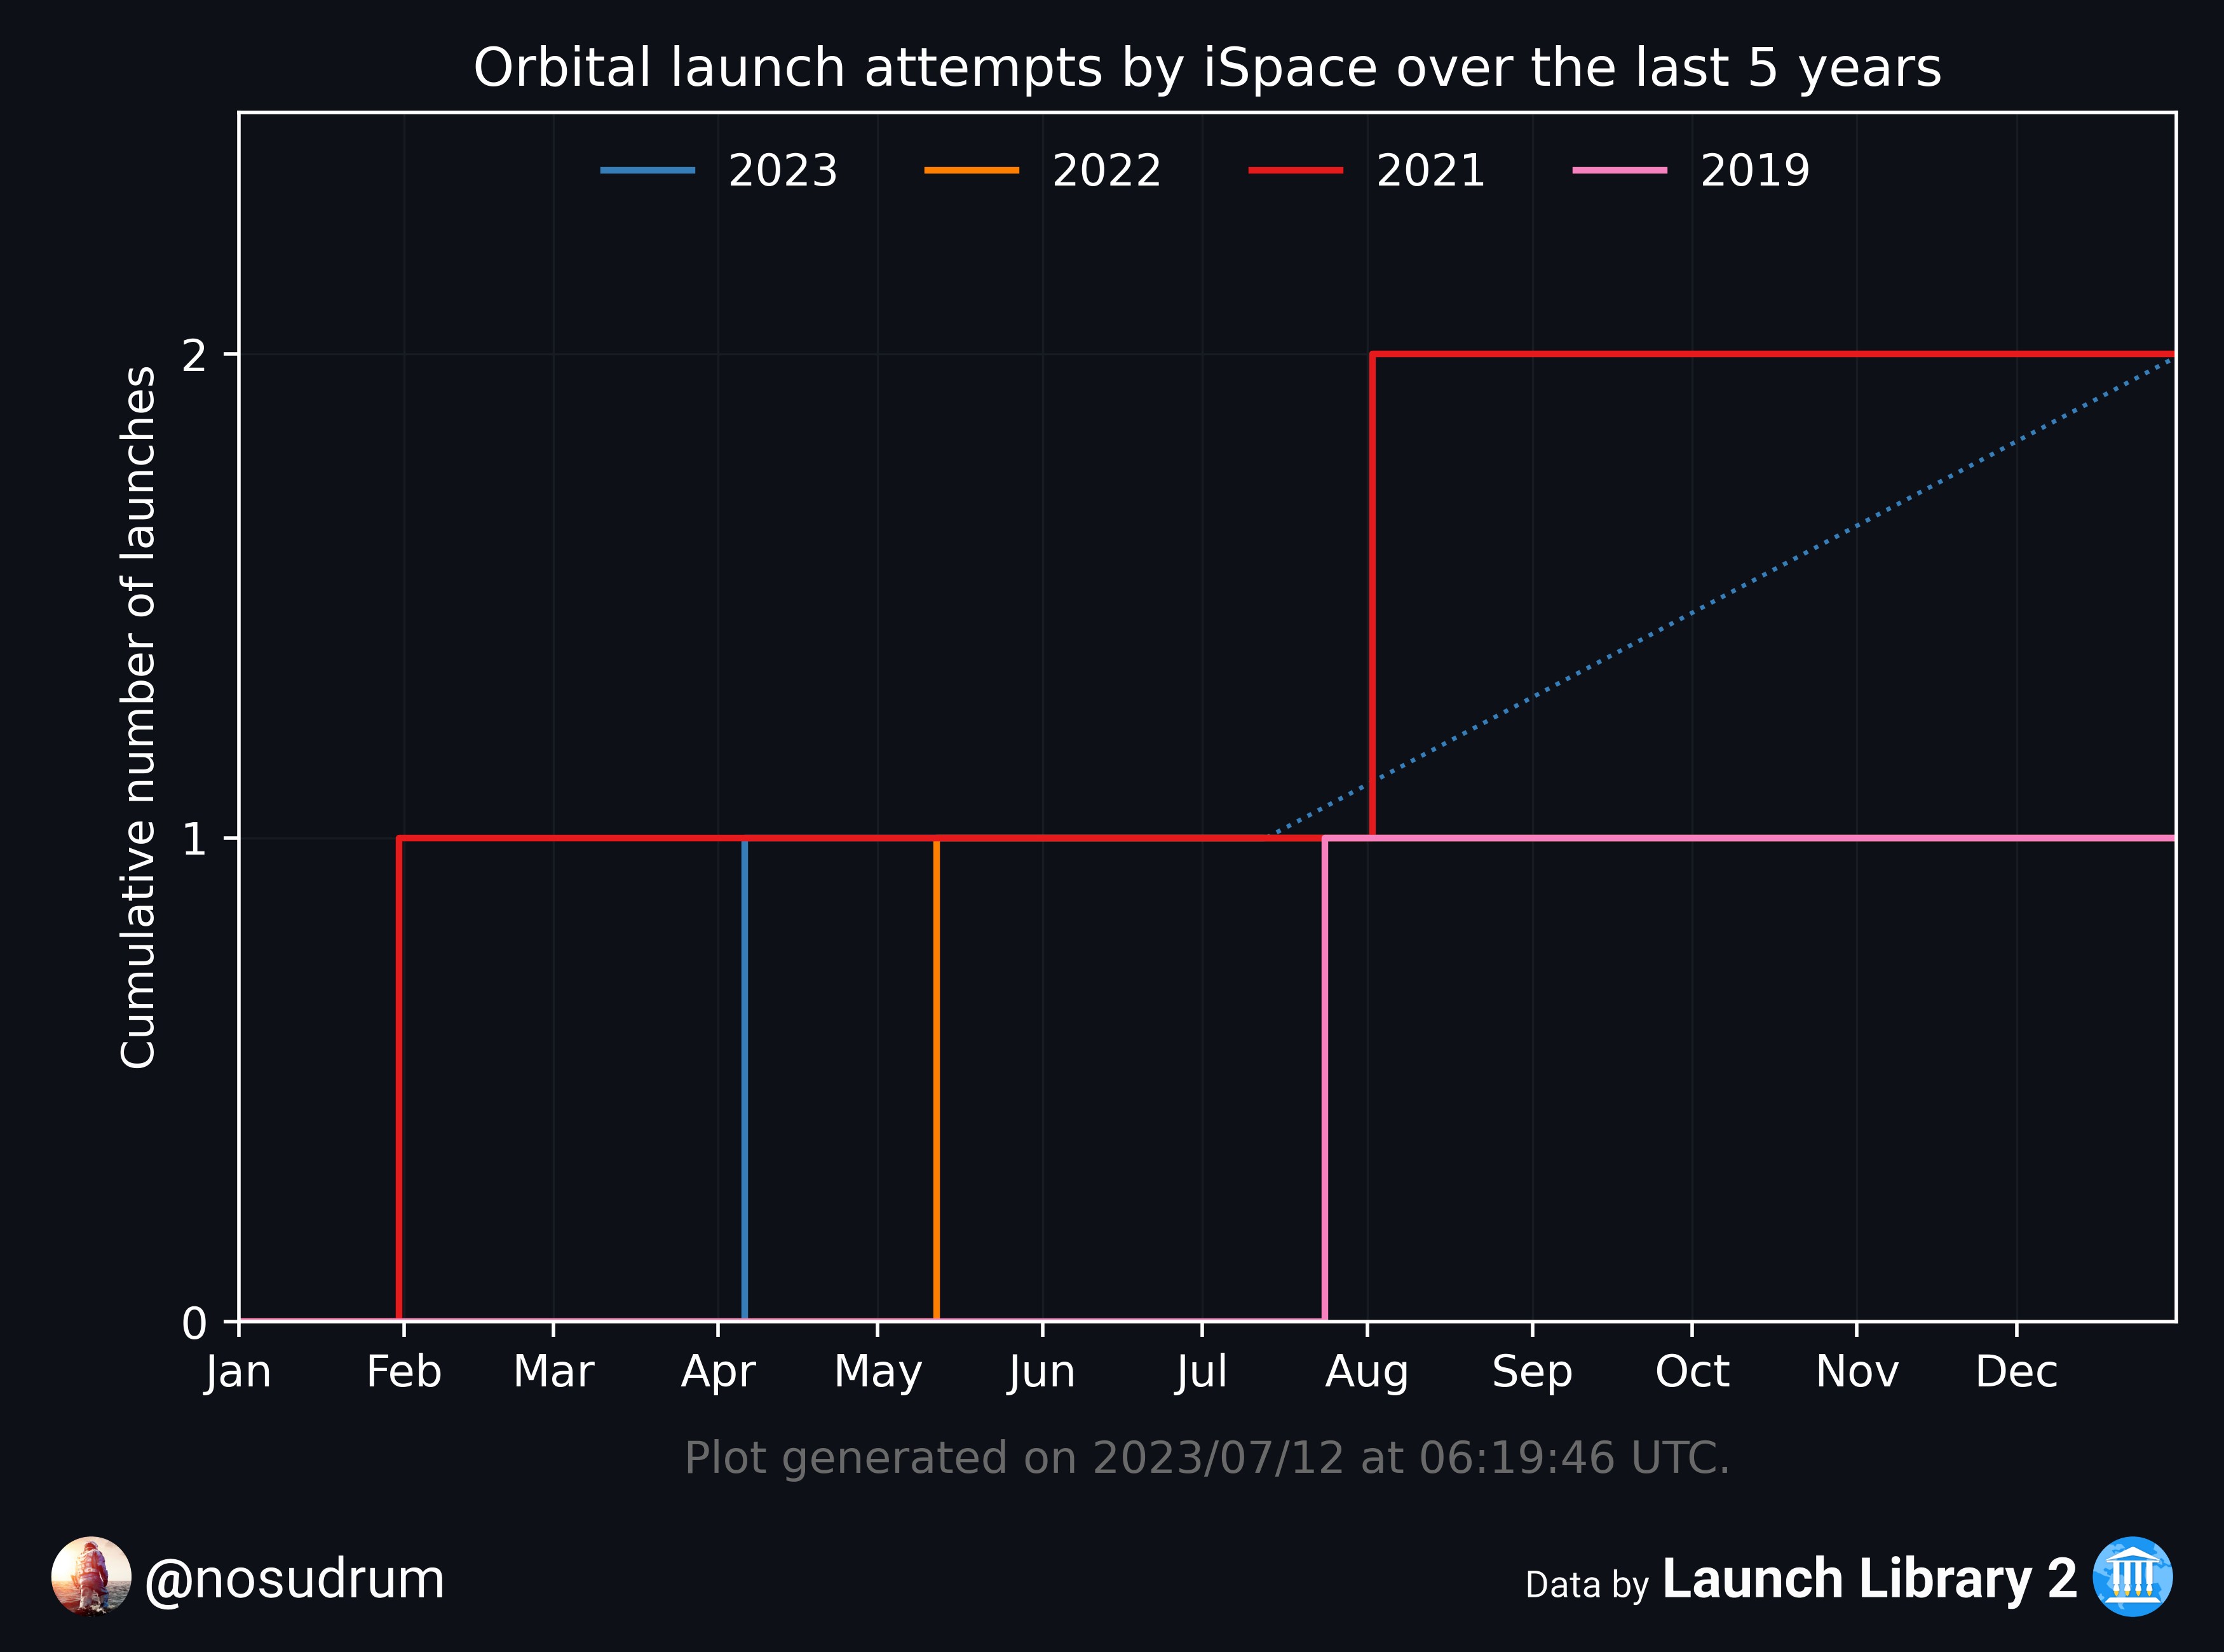 Orbital launch attempts by iSpace over the last 5 years
2023 2022 2021 2019
Cumulative number of launches
2
1
0
Jan Feb Mar Apr May Jun Jul Aug Sep Oct Nov Dec
Plot generated on 2023/07/12 at 06:19:46 UTC.
@nosudrum
Data by Launch Library 2